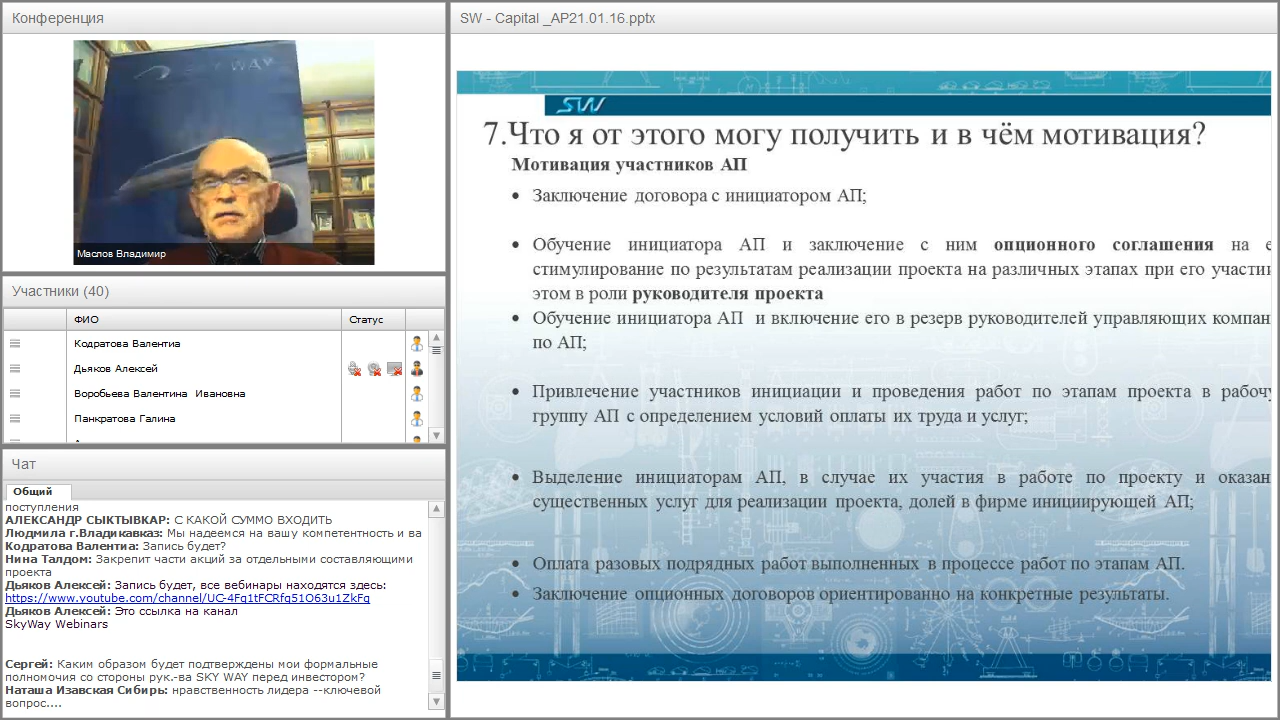 Конференция
SKY WAY
Маслов Владимир
Участники (40)
ФИО
Статус
Кодратова Валентиа
Дьяков Алексей
Воробьева Валентина Ивановна
Панкратова Галина
Чат
Общий
поступления
АЛЕКСАНДР СЫКТЫВКАР: С КАКОЙ СУММО ВХОДИТЬ
Людмила г.Владикавказ: Мы надеемся на вашу компетентность и ва
Кодратова Валентиа: Запись будет?
Нина Талдом: Закрепит части акций за отдельными составляющими
проекта
Дьяков Алексей: Запись будет, все вебинары находятся здесь:
https://www.youtube.com/channel/UC-4Fq1tFCRfg51O63u1ZkFg
Дьяков Алексей: Это ссылка на канал
SkyWay Webinars
Сергей: Каким образом будет подтверждены мои формальные
полномочия со стороны рук.-ва SKY WAY перед инвестором?
Наташа Изавская Сибирь: нравственность лидера --ключевой
вопрос....
SW - Capital _AP21.01.16.pptx
SW
7.Что я от этого могу получить и в чём мотивация?
Мотивация участников АП
• Заключение договора с инициатором АП;
• Обучение инициатора АП и заключение с ним опционного соглашения на е
стимулирование по результатам реализации проекта на различных этапах при его участии
этом в роли руководителя проекта
• Обучение инициатора АП и включение его в резерв руководителей управляющих компан
по АП;
• Привлечение участников инициации и проведения работ по этапам проекта в рабочу
группу АП с определением условий оплаты их труда и услуг;
• Выделение инициаторам АП, в случае их участия в работе по проекту и оказан
существенных услуг для реализации проекта, долей в фирме инициирующей АП;
• Оплата разовых подрядных работ выполненных в процессе работ по этапам АП.
• Заключение опционных договоров ориентированно на конкретные результаты.